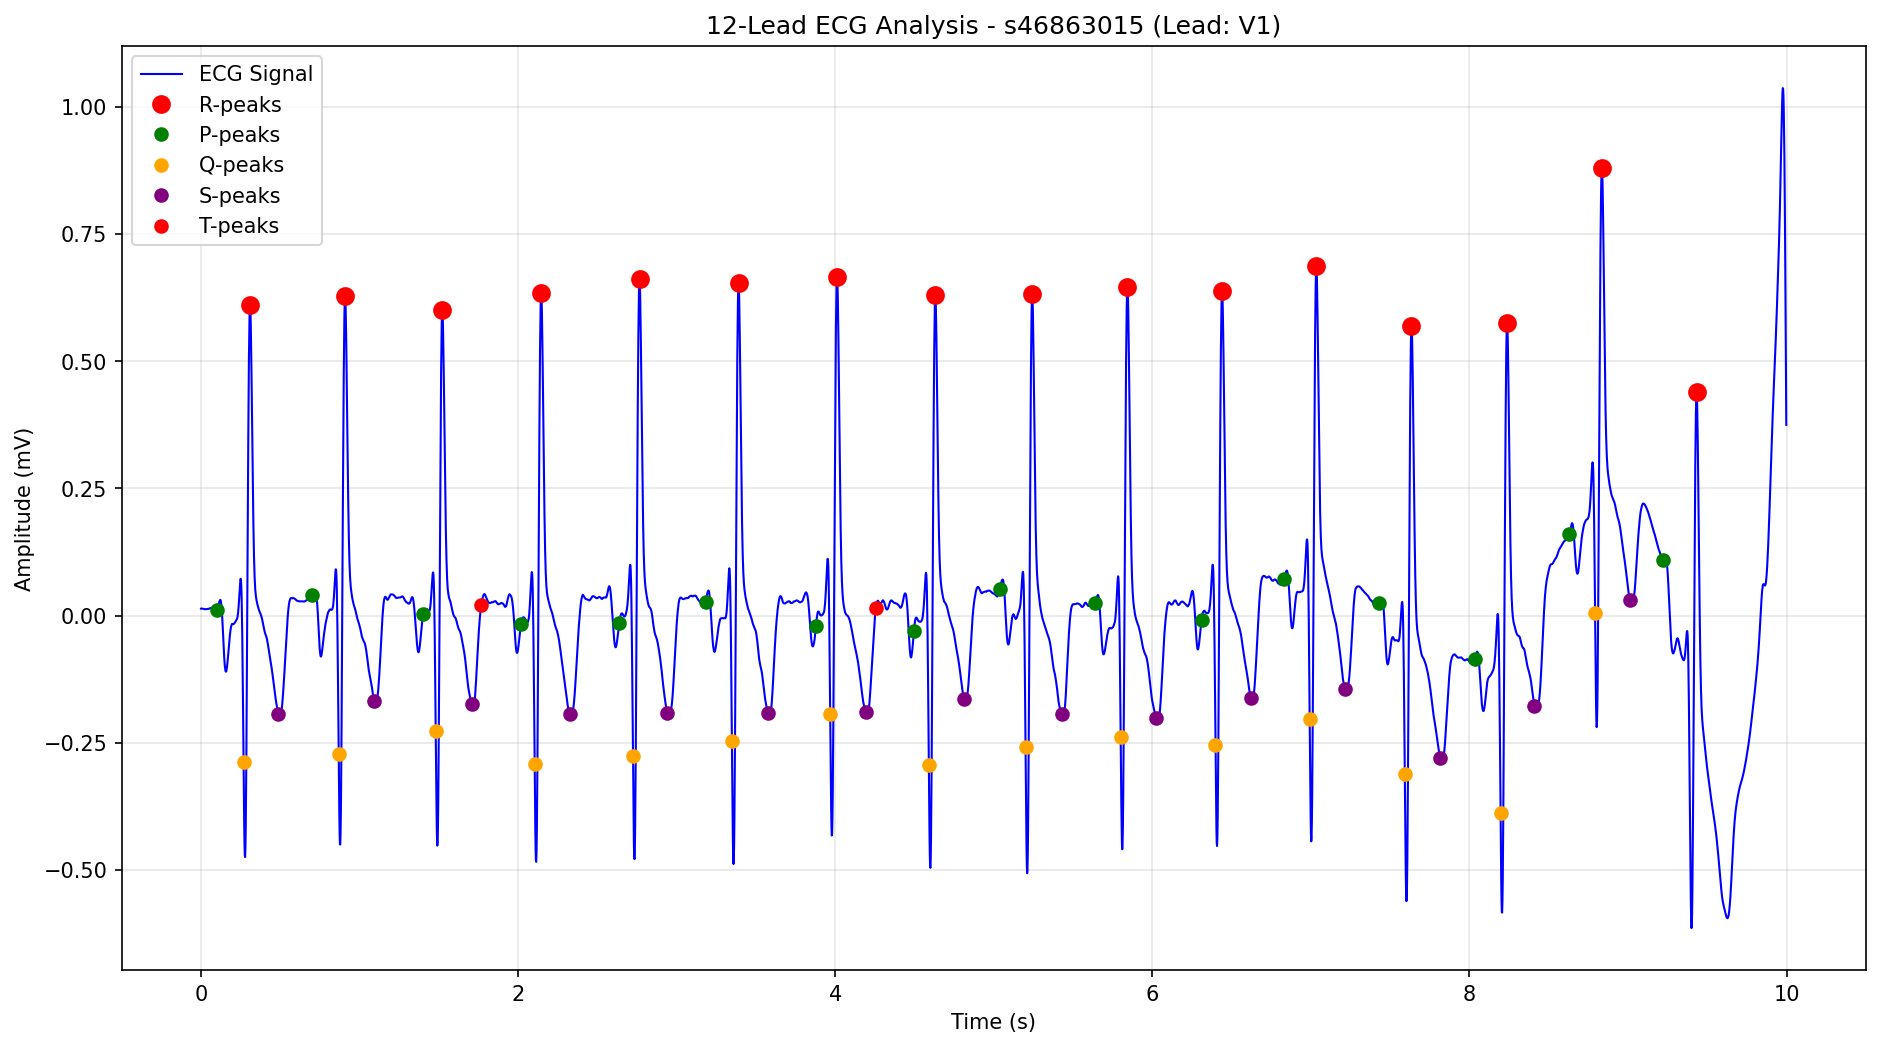 12-Lead ECG Analysis - s46863015 (Lead: V1)
ECG Signal
R-peaks
P-peaks
Q-peaks
S-peaks
T-peaks
1.00
0.75
0.50
0.25
0.00
−0.25
−0.50
Amplitude (mV)
0 2 4 6 8 10
Time (s)